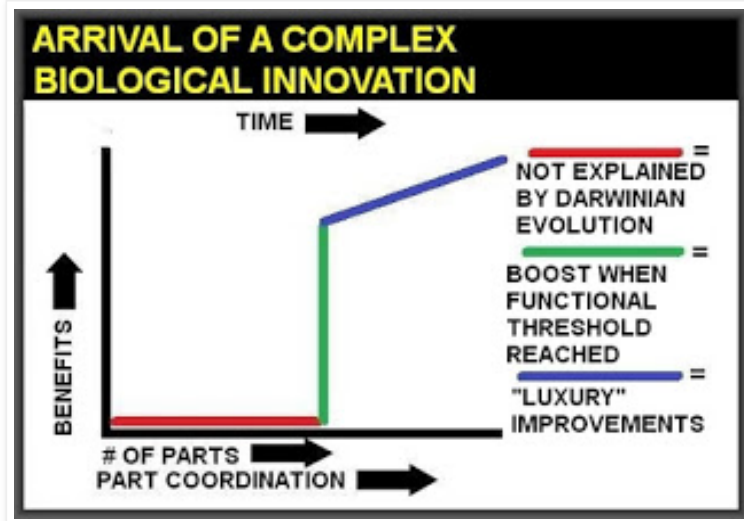 ARRIVAL OF A COMPLEX
BIOLOGICAL INNOVATION
TIME
BENEFITS
# OF PARTS
PART COORDINATION
=
NOT EXPLAINED
BY DARWINIAN
EVOLUTION
=
BOOST WHEN
FUNCTIONAL
THRESHOLD
REACHED
=
"LUXURY"
IMPROVEMENTS